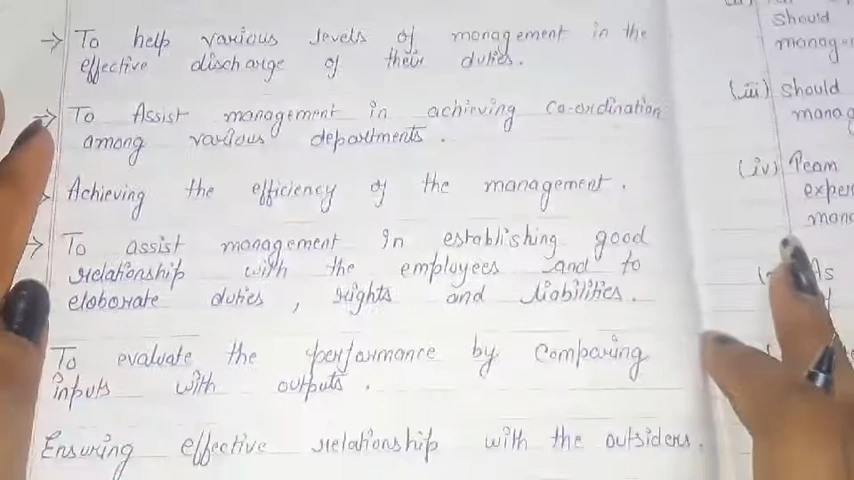 → To help various levels of management in the
effective discharge of their duties.
→ To Assist management in achieving co-ordination
among various departments.
→ Achieving the efficiency of the management.
→ To assist management in establishing good
relationship with the employees and to
eloborate duties, rights and liabilities.
To evaluate the performance by comparing
inputs with outputs.
Ensuring effective relationship with the outsiders.
should
(iii) should
(iv) Team
As